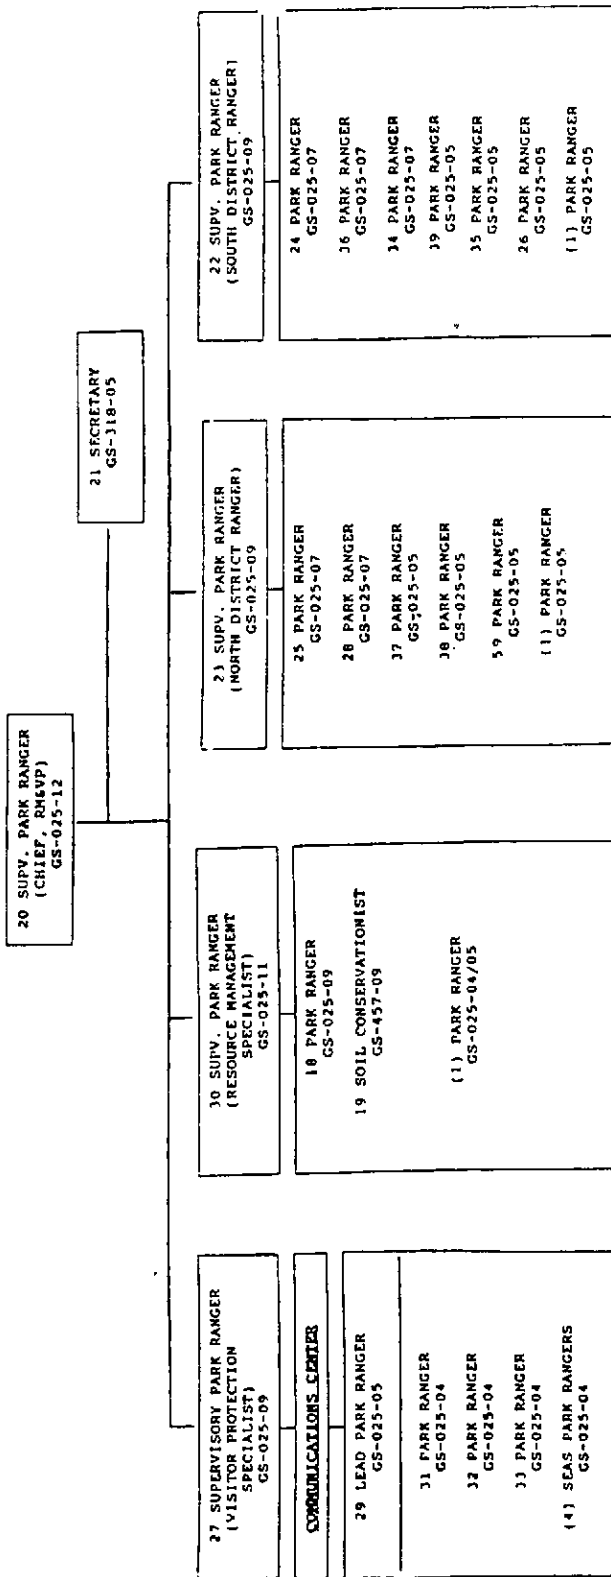 20 SUPV. PARK RANGER
(CHIEF, RM&VP)
GS-025-12
21 SECRETARY
GS-318-05
27 SUPERVISORY PARK RANGER
(VISITOR PROTECTION
SPECIALIST)
GS-025-09
COMMUNICATIONS CENTER
29 LEAD PARK RANGER
GS-025-05
31 PARK RANGER
GS-025-04
32 PARK RANGER
GS-025-04
33 PARK RANGER
GS-025-04
(4) SEAS PARK RANGERS
GS-025-04
30 SUPV. PARK RANGER
(RESOURCE MANAGEMENT
SPECIALIST)
GS-025-11
18 PARK RANGER
GS-025-09
19 SOIL CONSERVATIONIST
GS-457-09
(1) PARK RANGER
GS-025-04/05
23 SUPV. PARK RANGER
(NORTH DISTRICT RANGER)
GS-025-09
25 PARK RANGER
GS-025-07
28 PARK RANGER
GS-025-07
37 PARK RANGER
GS-025-05
38 PARK RANGER
GS-025-05
59 PARK RANGER
GS-025-05
(1) PARK RANGER
GS-025-05
22 SUPV. PARK RANGER
(SOUTH DISTRICT RANGER)
GS-025-09
24 PARK RANGER
GS-025-07
36 PARK RANGER
GS-025-07
34 PARK RANGER
GS-025-07
39 PARK RANGER
GS-025-05
35 PARK RANGER
GS-025-05
26 PARK RANGER
GS-025-05
(1) PARK RANGER
GS-025-05